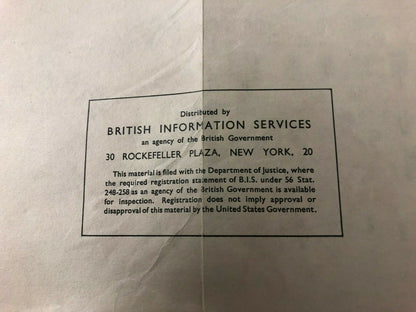 Distributed by
BRITISH INFORMATION SERVICES
an agency of the British Government
30 ROCKEFELLER PLAZA, NEW YORK, 20
This material is filed with the Department of Justice, where
the required registration statement of B.I.S. under 56 Stat.
248-258 as an agency of the British Government is available
for inspection. Registration does not imply approval or
disapproval of this material by the United States Government.